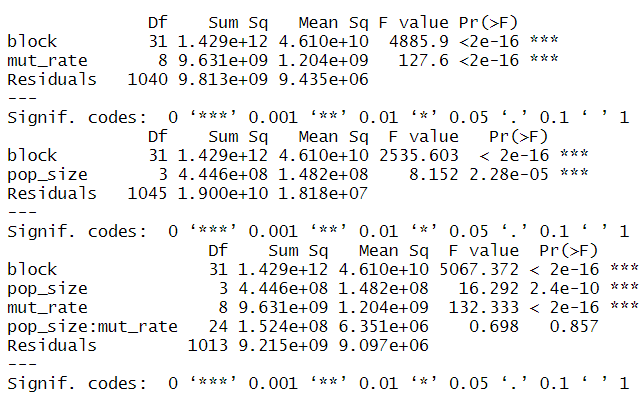 Df    Sum Sq   Mean Sq F value Pr(>F)
block          31 1.429e+12 4.610e+10  4885.9 <2e-16 ***
mut_rate        8 9.631e+09 1.204e+09   127.6 <2e-16 ***
Residuals    1040 9.813e+09 9.435e+06
---
Signif. codes:  0 ‘***’ 0.001 ‘**’ 0.01 ‘*’ 0.05 ‘.’ 0.1 ‘ ’ 1
               Df    Sum Sq   Mean Sq  F value   Pr(>F)
block          31 1.429e+12 4.610e+10 2535.603  < 2e-16 ***
pop_size        3 4.446e+08 1.482e+08    8.152 2.28e-05 ***
Residuals    1045 1.900e+10 1.818e+07
---
Signif. codes:  0 ‘***’ 0.001 ‘**’ 0.01 ‘*’ 0.05 ‘.’ 0.1 ‘ ’ 1
                    Df    Sum Sq   Mean Sq  F value  Pr(>F)
block               31 1.429e+12 4.610e+10 5067.372 < 2e-16 ***
pop_size             3 4.446e+08 1.482e+08   16.292 2.4e-10 ***
mut_rate             8 9.631e+09 1.204e+09  132.333 < 2e-16 ***
pop_size:mut_rate   24 1.524e+08 6.351e+06    0.698   0.857
Residuals         1013 9.215e+09 9.097e+06
---
Signif. codes:  0 ‘***’ 0.001 ‘**’ 0.01 ‘*’ 0.05 ‘.’ 0.1 ‘ ’ 1